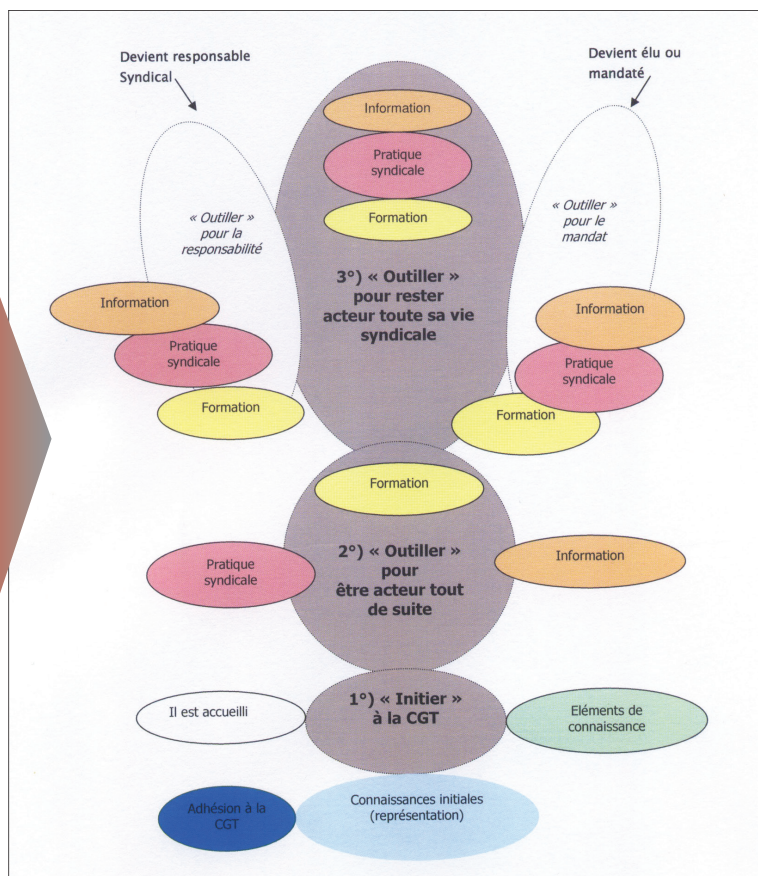 Devient responsable
Syndical
Devient élu ou
mandaté
Information
Pratique
syndicale
Formation
« Outiller »
pour la
responsabilité
« Outiller »
pour le
mandat
3°) « Outiller »
pour rester
acteur toute sa vie
syndicale
Information
Pratique
syndicale
Formation
Information
Pratique
syndicale
Formation
Formation
2°) « Outiller »
pour
être acteur tout
de suite
Pratique
syndicale
Information
1°) « Initier »
à la CGT
Il est accueilli
Eléments de
connaissance
Adhésion à la
CGT
Connaissances initiales
(représentation)